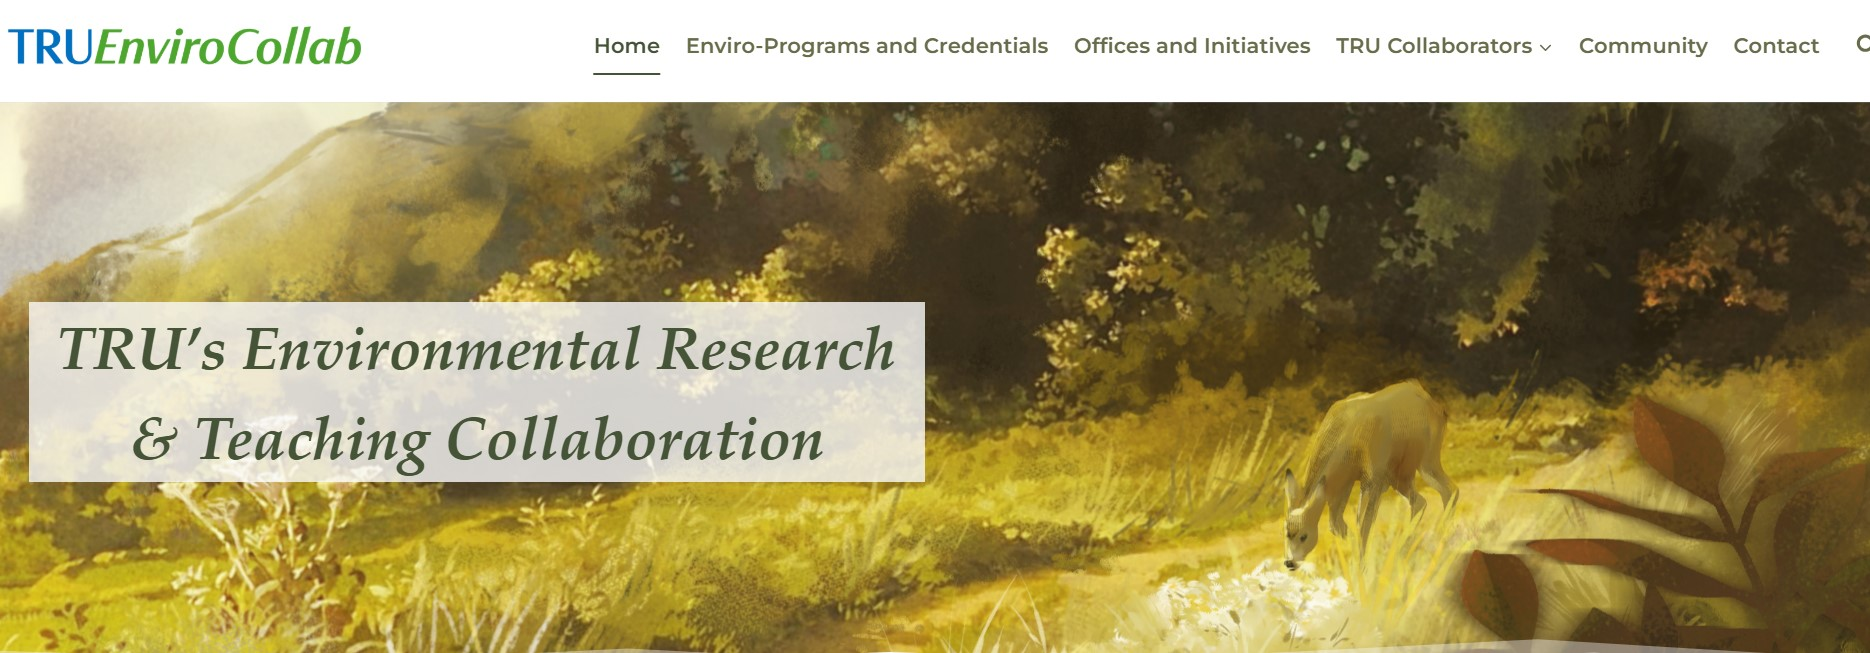 TRUEnviroCollab
Home Enviro-Programs and Credentials Offices and Initiatives TRU Collaborators Community Contact
TRU’s Environmental Research
& Teaching Collaboration